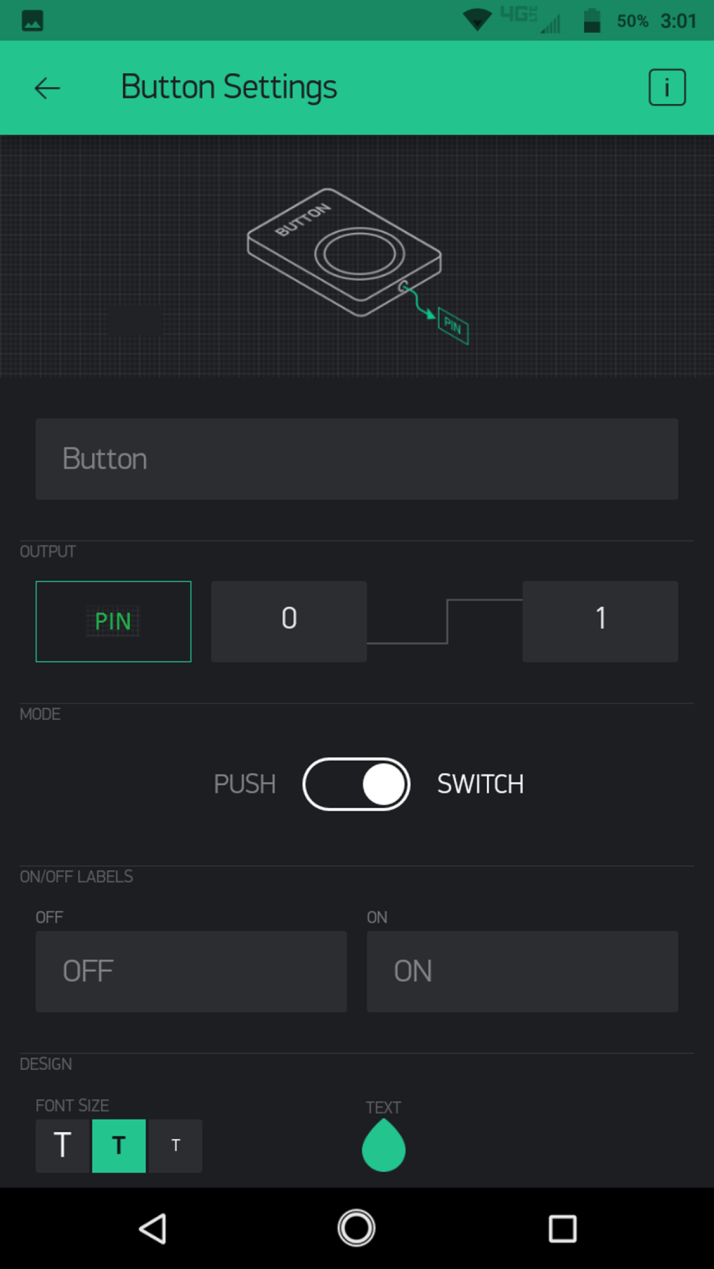 4G 50% 3:01
Button Settings
i
BUTTON
PIN
Button
OUTPUT
PIN 0 1
MODE
PUSH SWITCH
ON/OFF LABELS
OFF ON
OFF ON
DESIGN
FONT SIZE TEXT
T T T